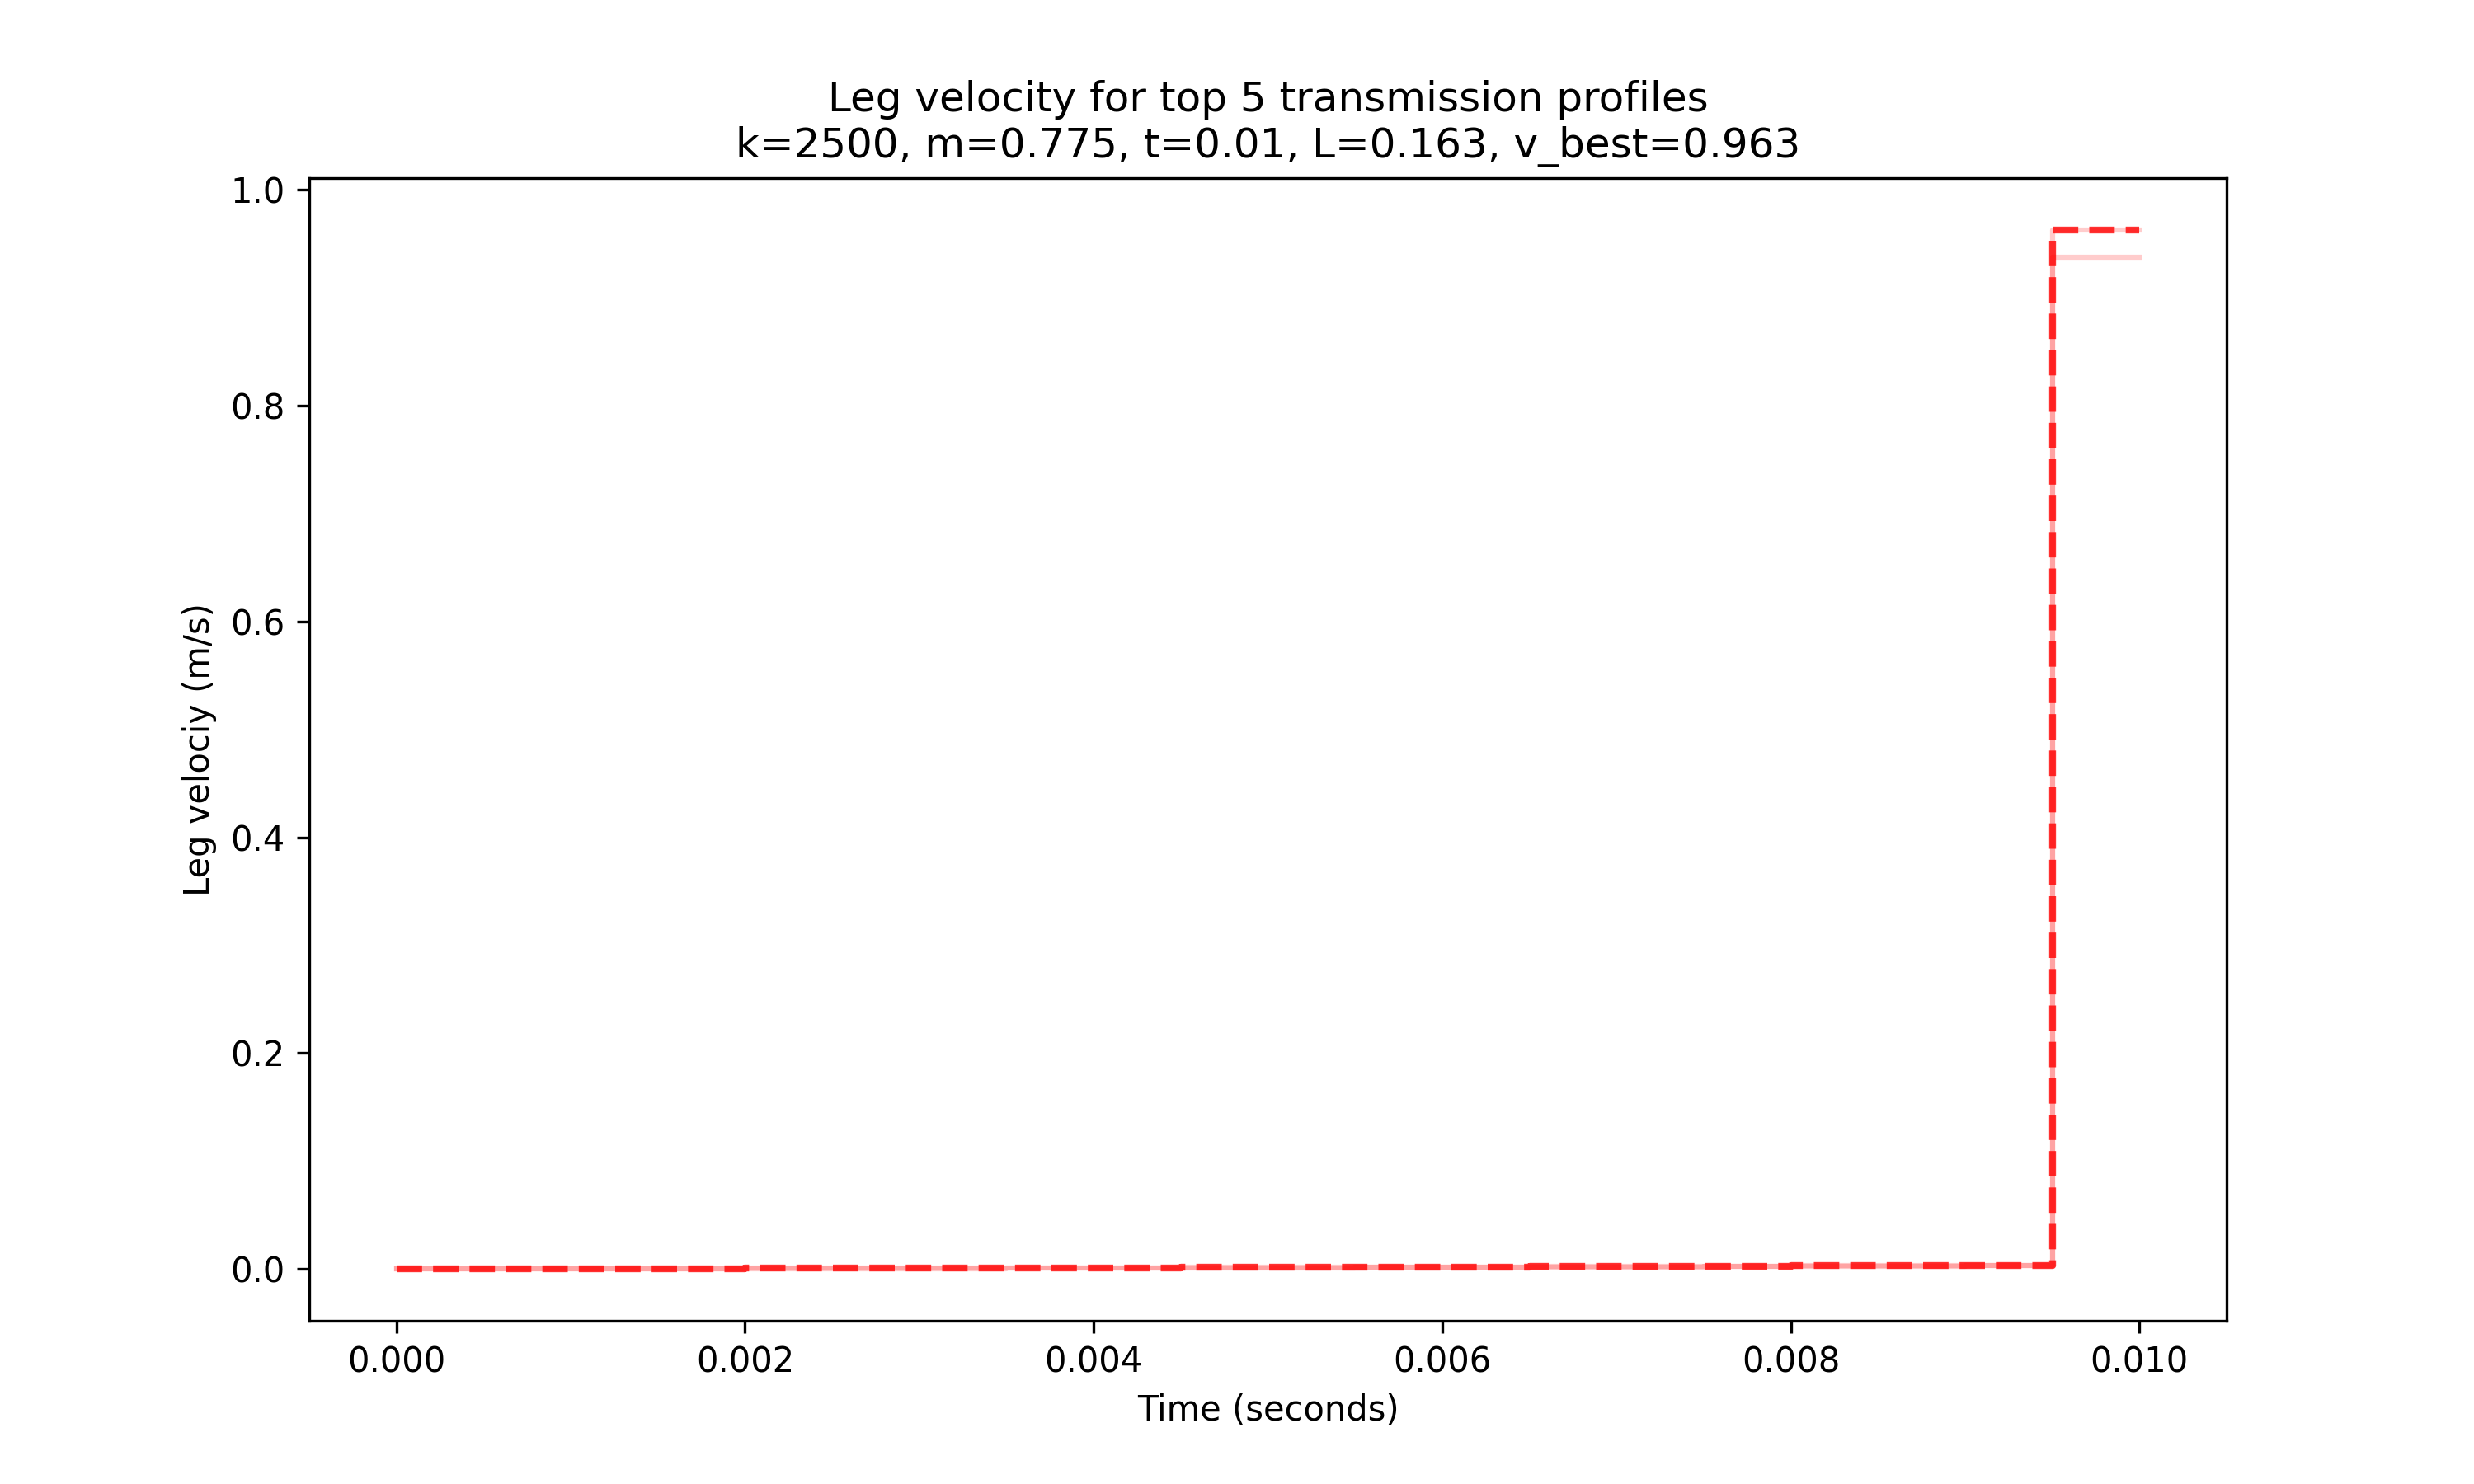 Leg velocity for top 5 transmission profiles
k=2500, m=0.775, t=0.01, L=0.163, v_best=0.963
1.0
0.8
0.6
0.4
0.2
0.0
Leg velociy (m/s)
0.000 0.002 0.004 0.006 0.008 0.010
Time (seconds)